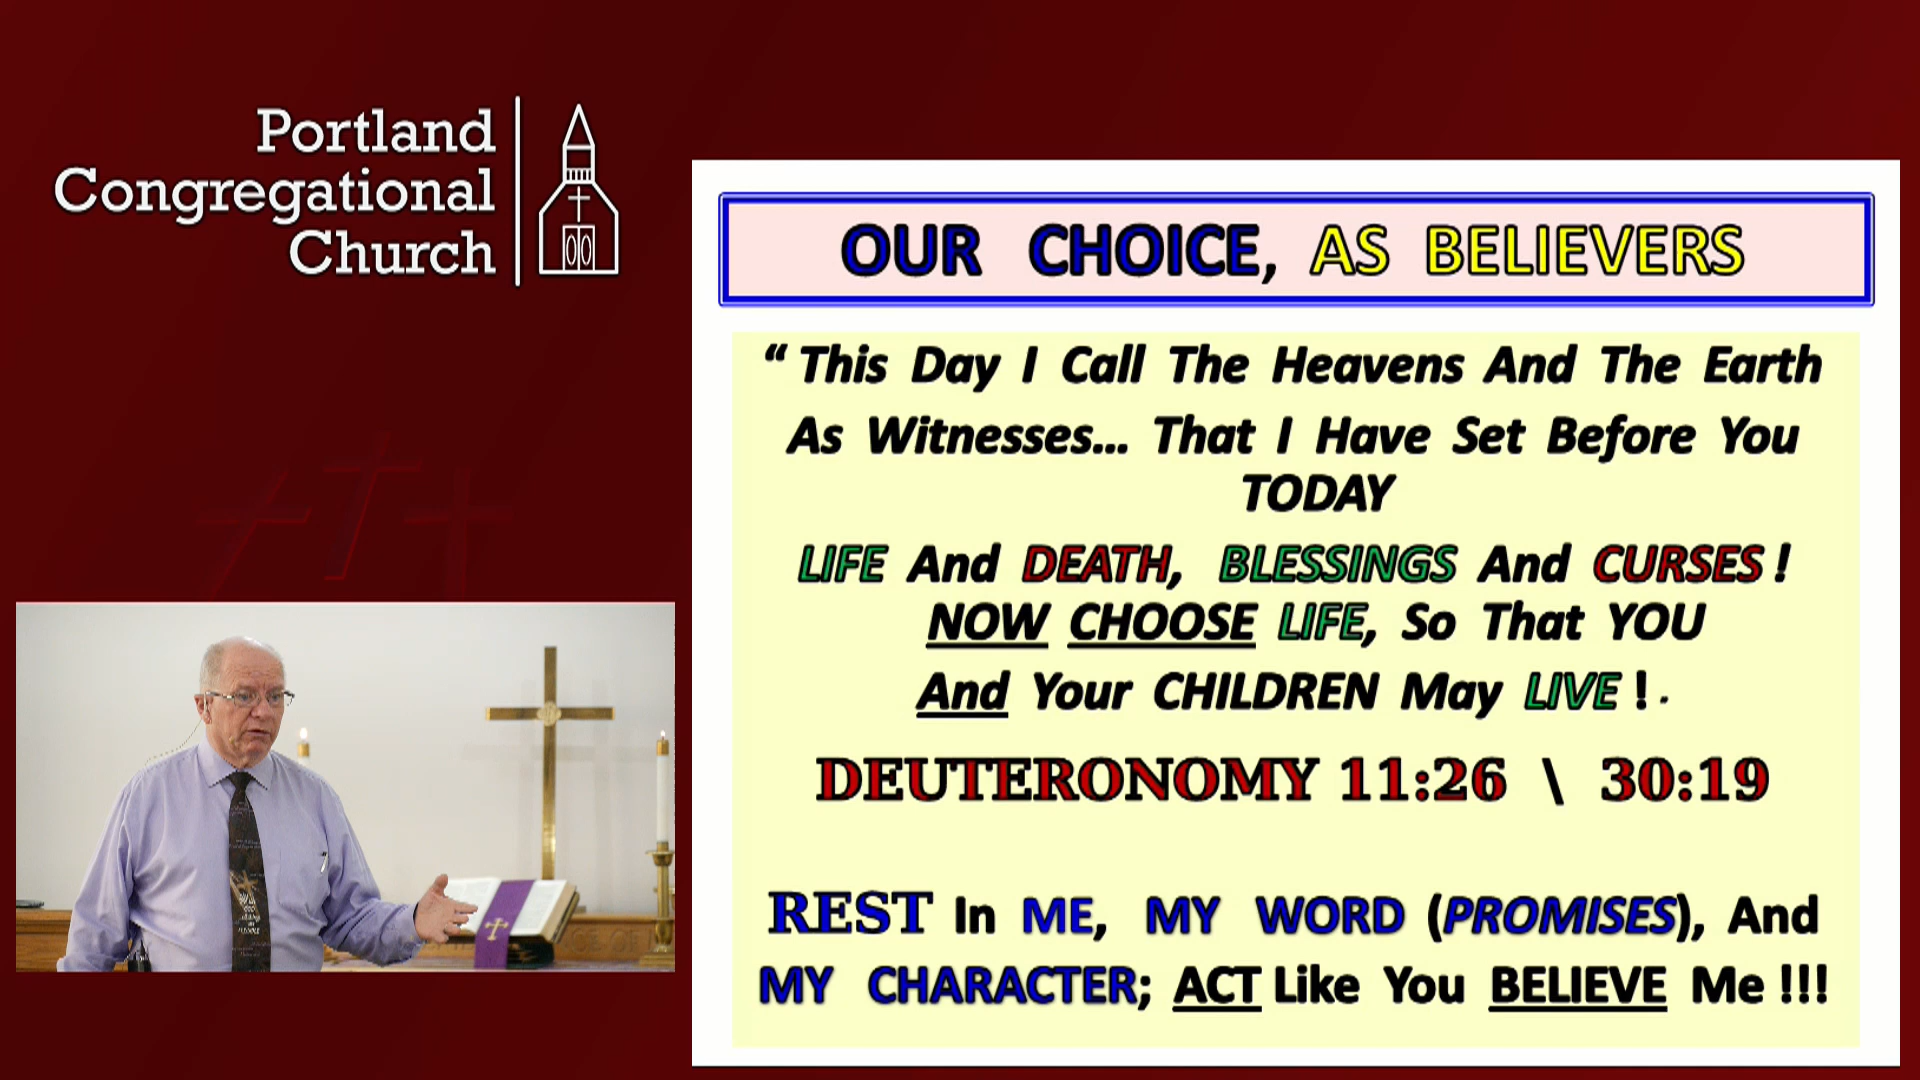 Portland
Congregational
Church
OUR CHOICE, AS BELIEVERS
“ This Day I Call The Heavens And The Earth
As Witnesses... That I Have Set Before You
TODAY
LIFE And DEATH, BLESSINGS And CURSES !
NOW CHOOSE LIFE, So That YOU
And Your CHILDREN May LIVE ! .
DEUTERONOMY 11:26 \ 30:19
REST In ME, MY WORD (PROMISES), And
MY CHARACTER; ACT Like You BELIEVE Me !!!